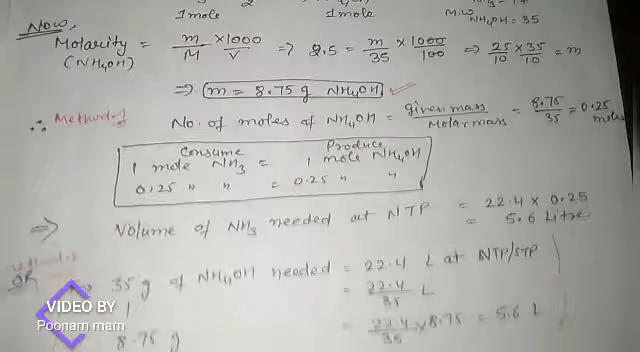 1 mole 1 mole M.W NH4OH = 35
Now,
Molarity (NH4OH) = m/M × 1000/V ⇒ 2.5 = m/35 × 1000/100 ⇒ 25/10 × 35/10 = m
⇒ m = 8.75 g NH4OH
∴ Method-1 No. of moles of NH4OH = given mass/Molar mass = 8.75/35 = 0.25 moles
Consume Produce
1 mole NH3 = 1 mole NH4OH
0.25 " " = 0.25 " "
⇒ Volume of NH3 needed at NTP = 22.4 × 0.25
= 5.6 Litre
OR
35 g of NH4OH needed = 22.4 L at NTP/STP
1 = 22.4/35 L
8.75 g = 22.4/35 × 8.75 = 5.6 L
VIDEO BY
Poonam mam